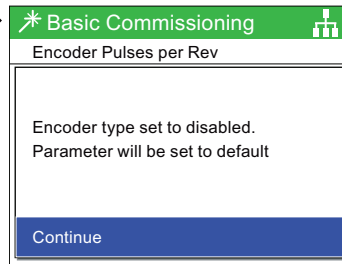 Basic Commissioning
Encoder Pulses per Rev
Encoder type set to disabled.
Parameter will be set to default
Continue